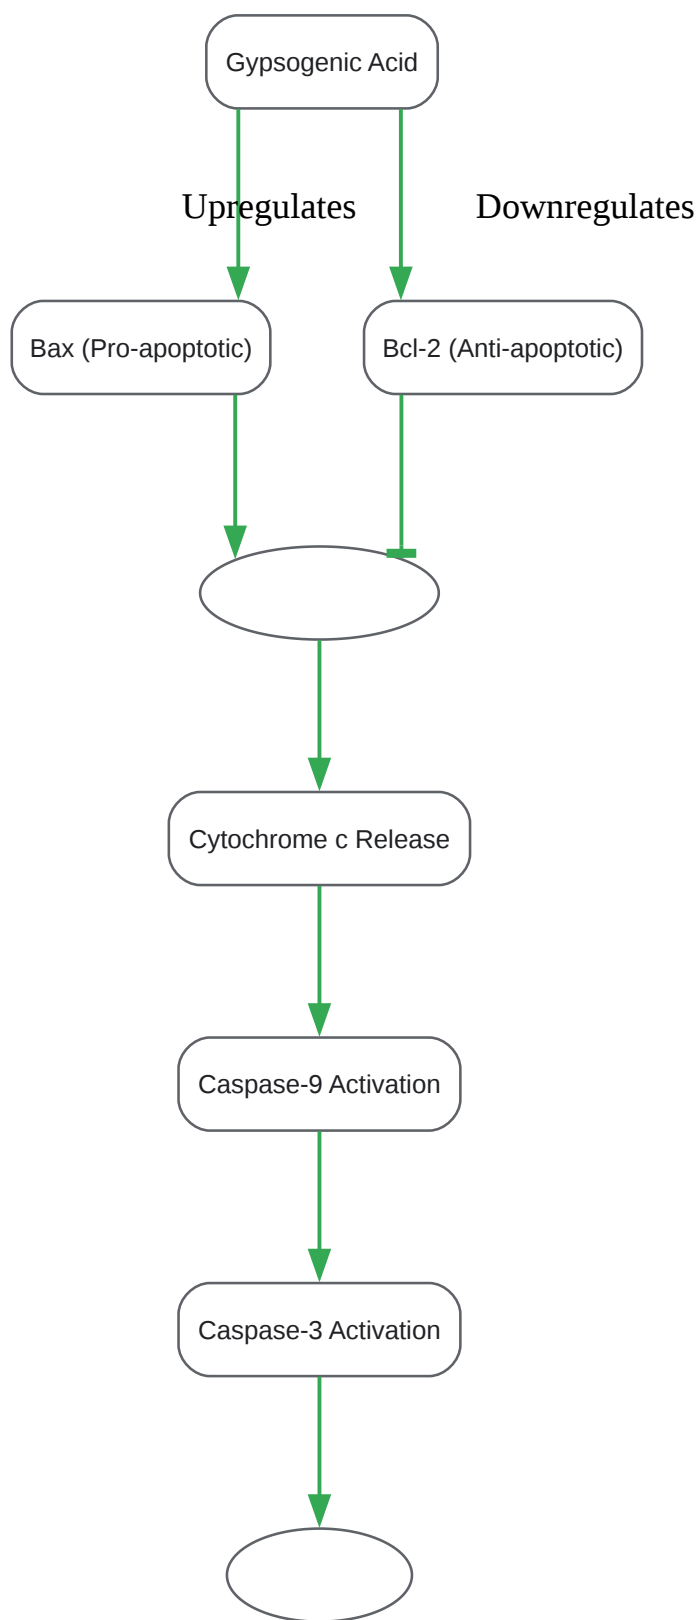 Gypsogenic Acid
Upregulates
Downregulates
Bax (Pro-apoptotic)
Bcl-2 (Anti-apoptotic)
Cytochrome c Release
Caspase-9 Activation
Caspase-3 Activation